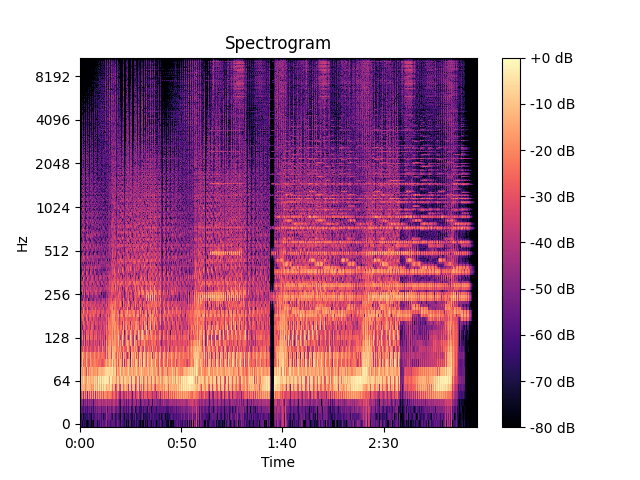 Spectrogram
8192
4096
2048
1024
512
256
128
64
0
Hz
0:00 0:50 1:40 2:30
Time
+0 dB
-10 dB
-20 dB
-30 dB
-40 dB
-50 dB
-60 dB
-70 dB
-80 dB